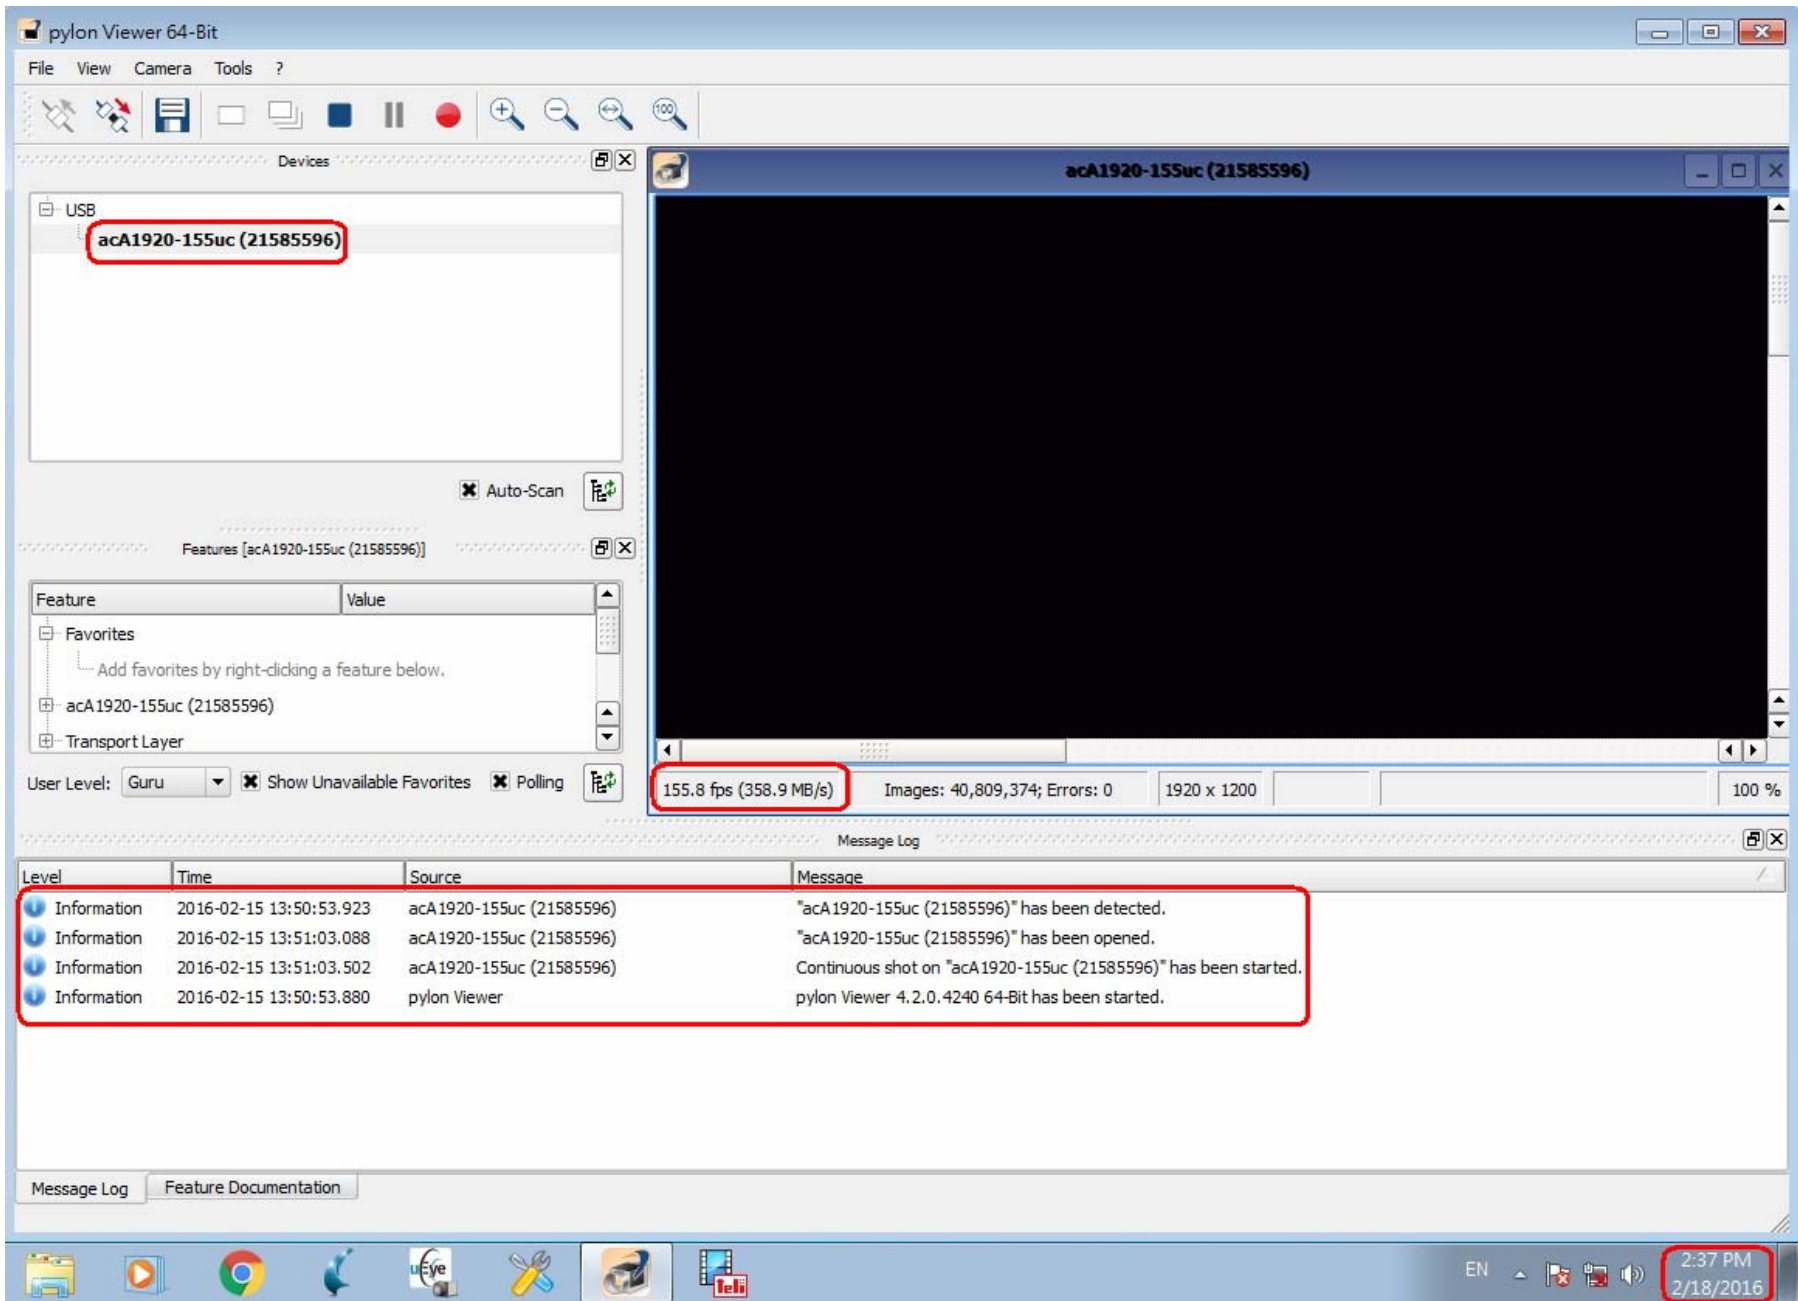 pylon Viewer 64-Bit
File View Camera Tools ?
100
Devices
USB
acA1920-155uc (21585596)
Auto-Scan
Features [acA1920-155uc (21585596)]
Feature Value
Favorites
Add favorites by right-clicking a feature below.
acA1920-155uc (21585596)
Transport Layer
User Level: Guru Show Unavailable Favorites Polling
acA1920-155uc (21585596)
155.8 fps (358.9 MB/s) Images: 40,809,374; Errors: 0 1920 x 1200 100 %
Message Log
Level Time Source Message
Information 2016-02-15 13:50:53.923 acA1920-155uc (21585596) "acA1920-155uc (21585596)" has been detected.
Information 2016-02-15 13:51:03.088 acA1920-155uc (21585596) "acA1920-155uc (21585596)" has been opened.
Information 2016-02-15 13:51:03.502 acA1920-155uc (21585596) Continuous shot on "acA1920-155uc (21585596)" has been started.
Information 2016-02-15 13:50:53.880 pylon Viewer pylon Viewer 4.2.0.4240 64-Bit has been started.
Message Log Feature Documentation
uEye
Teli
EN
2:37 PM
2/18/2016